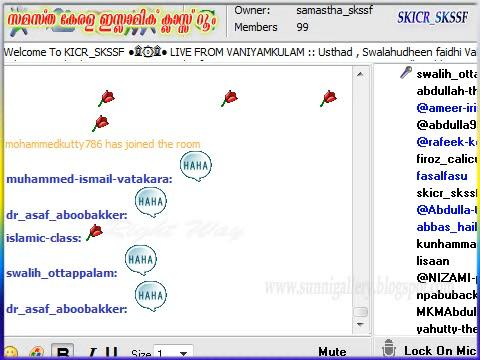 സമസ്ത കേരള ഇസ്ലാമിക് ക്ലാസ്സ് റൂം
Owner: samastha_skssf
Members 99
SKICR_SKSSF
Welcome To KICR_SKSSF ●۩۞۩● LIVE FROM VANIYAMKULAM :: Usthad , Swalahudheen faidhi Va
mohammedkutty786 has joined the room
muhammed-ismail-vatakara: HAHA
dr_asaf_aboobakker: HAHA
islamic-class:
Right Way
swalih_ottappalam: HAHA
dr_asaf_aboobakker: HAHA
www.sunnigallery.blogspot.com
B I U Size 1
swalih_otta
abdullah-th
@ameer-iri
@abdulla9
@rafeek-ko
firoz_calicu
fasalfasu
skicr_skss
@Abdulla-
abbas_hail
kunhamma
lisaan
@NIZAMI-p
npabuback
MKMAbdul
yahutty-the
Mute
Lock On Mic